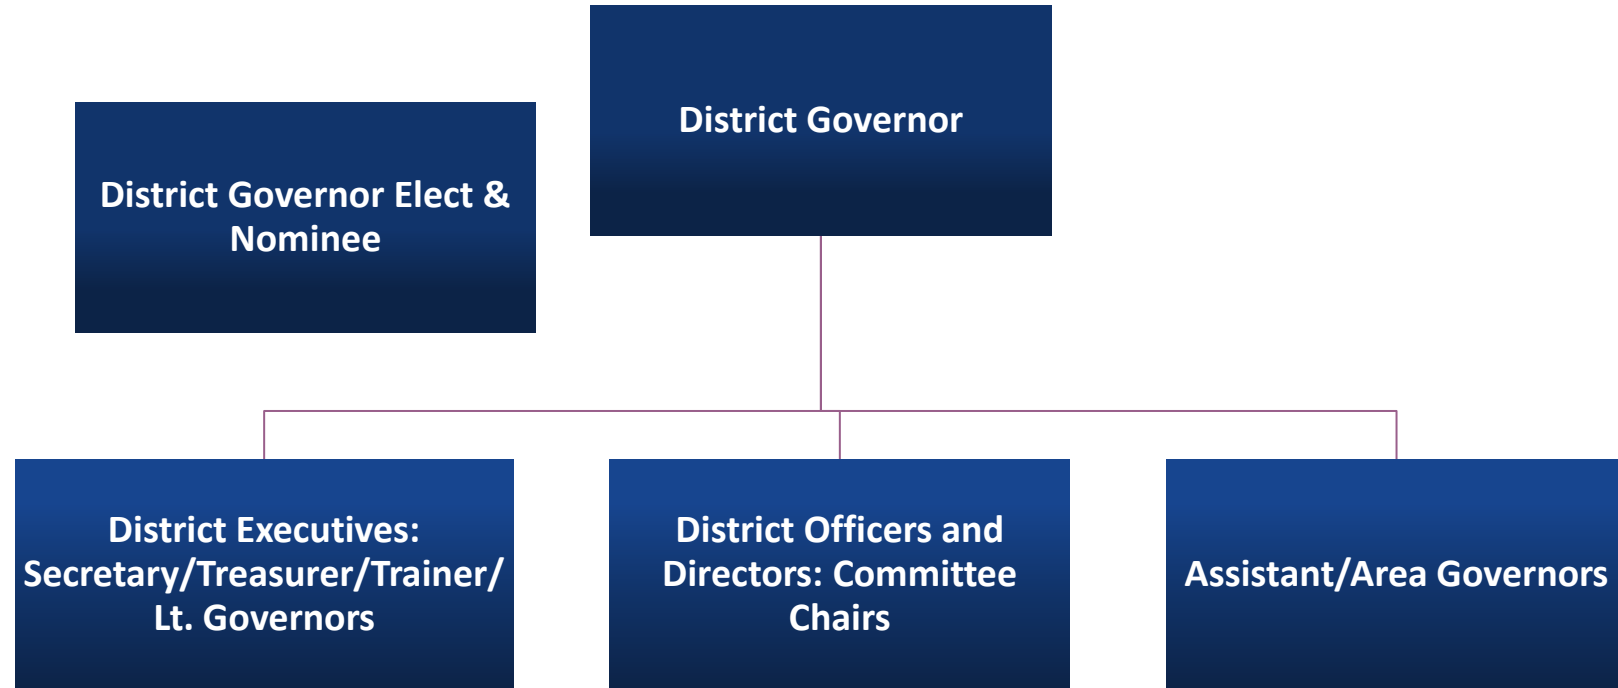 District Governor
District Governor Elect &
Nominee
District Executives:
Secretary/Treasurer/Trainer/
Lt. Governors
District Officers and
Directors: Committee
Chairs
Assistant/Area Governors